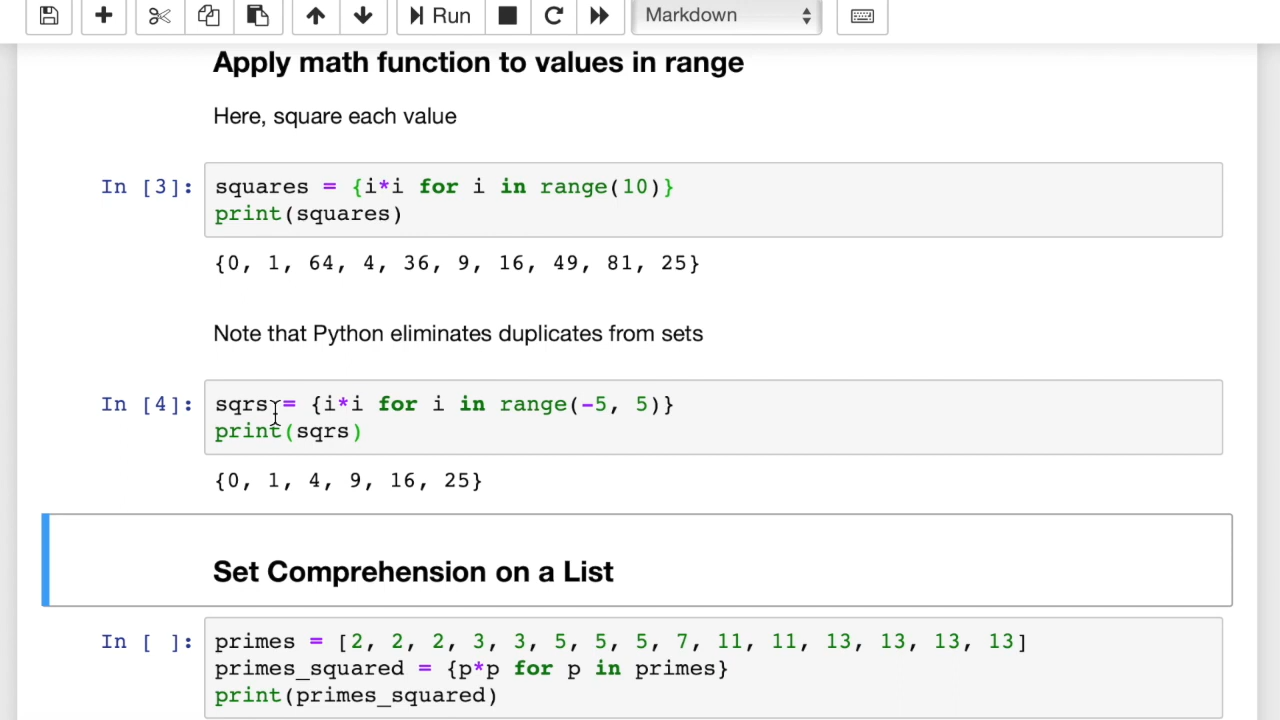 Run
Markdown
Apply math function to values in range
Here, square each value
In [3]:
squares = {i*i for i in range(10)}
print(squares)
{0, 1, 64, 4, 36, 9, 16, 49, 81, 25}
Note that Python eliminates duplicates from sets
In [4]:
sqrs = {i*i for i in range(-5, 5)}
print(sqrs)
{0, 1, 4, 9, 16, 25}
Set Comprehension on a List
In [ ]:
primes = [2, 2, 2, 3, 3, 5, 5, 5, 7, 11, 11, 13, 13, 13, 13]
primes_squared = {p*p for p in primes}
print(primes_squared)